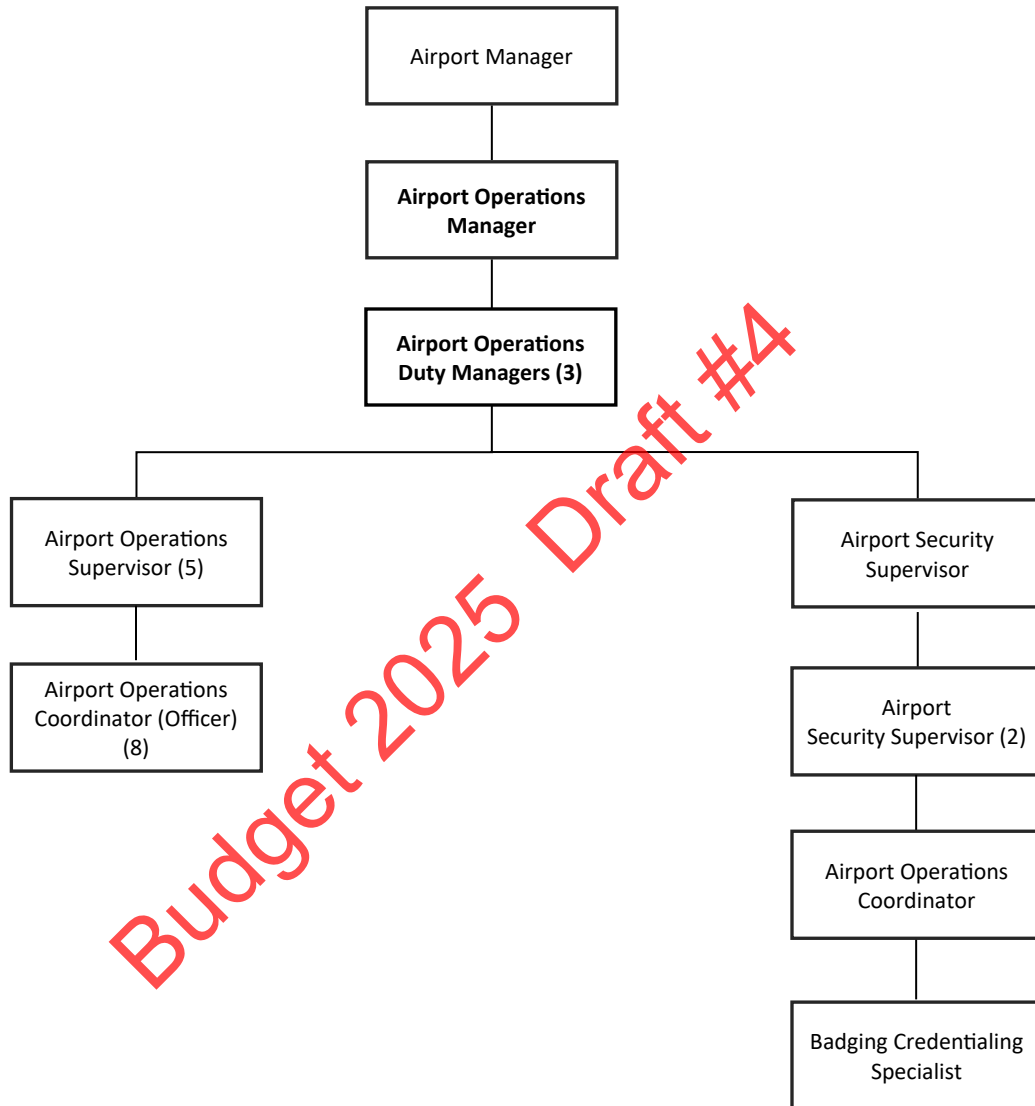 Airport Manager
Airport Operations
Manager
Airport Operations
Duty Managers (3)
Airport Operations
Supervisor (5)
Airport Security
Supervisor
Airport Operations
Coordinator (Officer)
(8)
Airport
Security Supervisor (2)
Airport Operations
Coordinator
Badging Credentialing
Specialist
Budget 2025 Draft #4